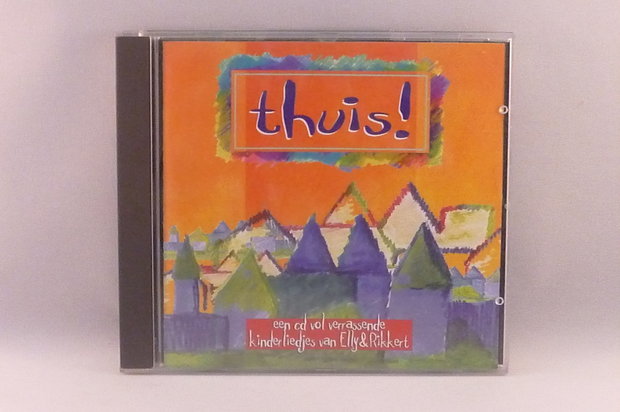 thuis!
een cd vol verrassende
kinderliedjes van Elly & Rikkert